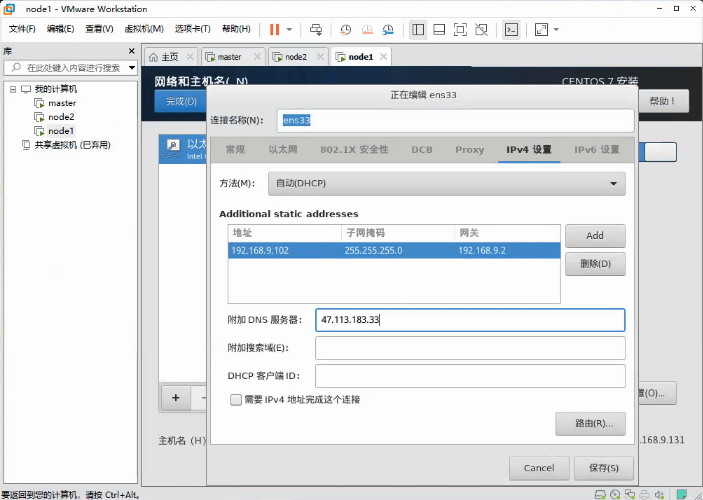 node1 - VMware Workstation
文件(F) 编辑(E) 查看(V) 虚拟机(M) 选项卡(T) 帮助(H)
库
在此处键入内容进行搜索
我的计算机
master
node2
node1
共享虚拟机 (已弃用)
主页 master node2 node1
网络和主机名(N) CENTOS 7 安装
完成(D) 帮助！
以太
Intel
正在编辑 ens33
连接名称(N): ens33
常规 以太网 802.1X 安全性 DCB Proxy IPv4 设置 IPv6 设置
方法(M): 自动(DHCP)
Additional static addresses
地址 子网掩码 网关
192.168.9.102 255.255.255.0 192.168.9.2
Add
删除(D)
附加 DNS 服务器: 47.113.183.33
附加搜索域(E):
DHCP 客户端 ID:
需要 IPv4 地址完成这个连接
路由(R)...
Cancel 保存(S)
+ −
(O)...
主机名 (H)
.168.9.131
要返回到您的计算机，请按 Ctrl+Alt。